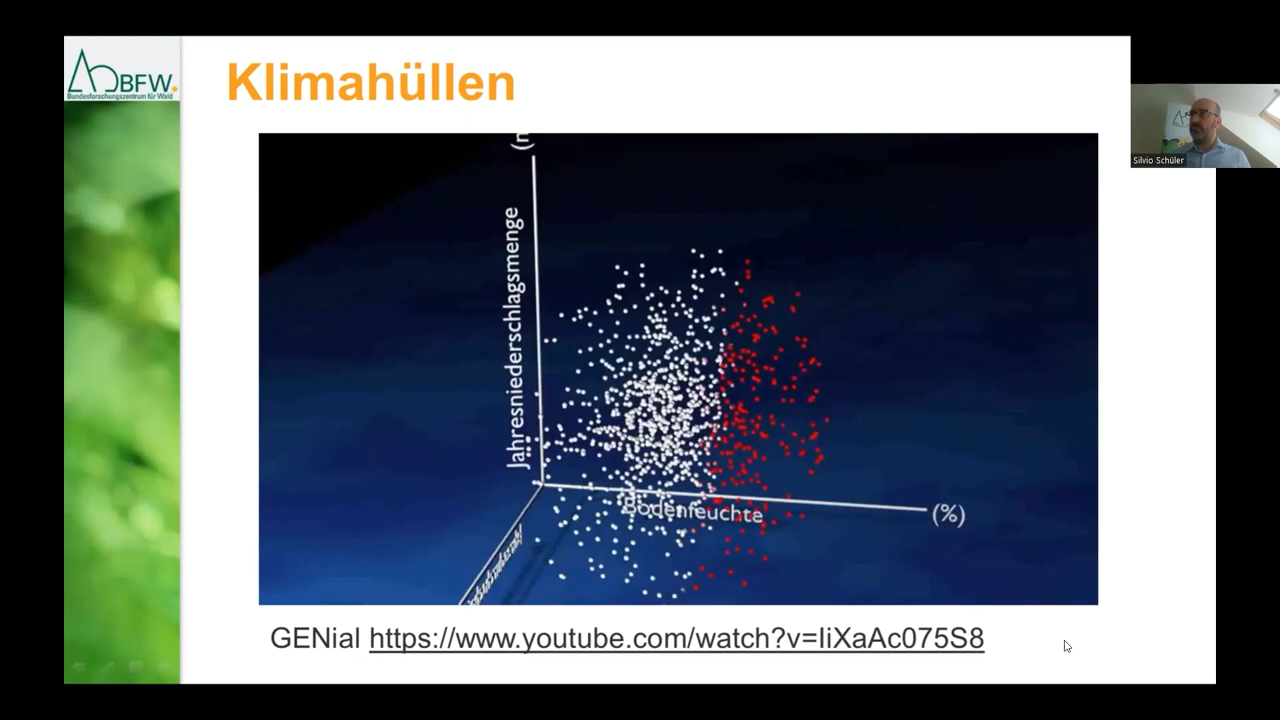 BFW.
Bundesforschungszentrum für Wald
Klimahüllen
Silvio Schüler
Jahresniederschlagsmenge
Bodenfeuchte
(%)
GENial https://www.youtube.com/watch?v=IiXaAc075S8